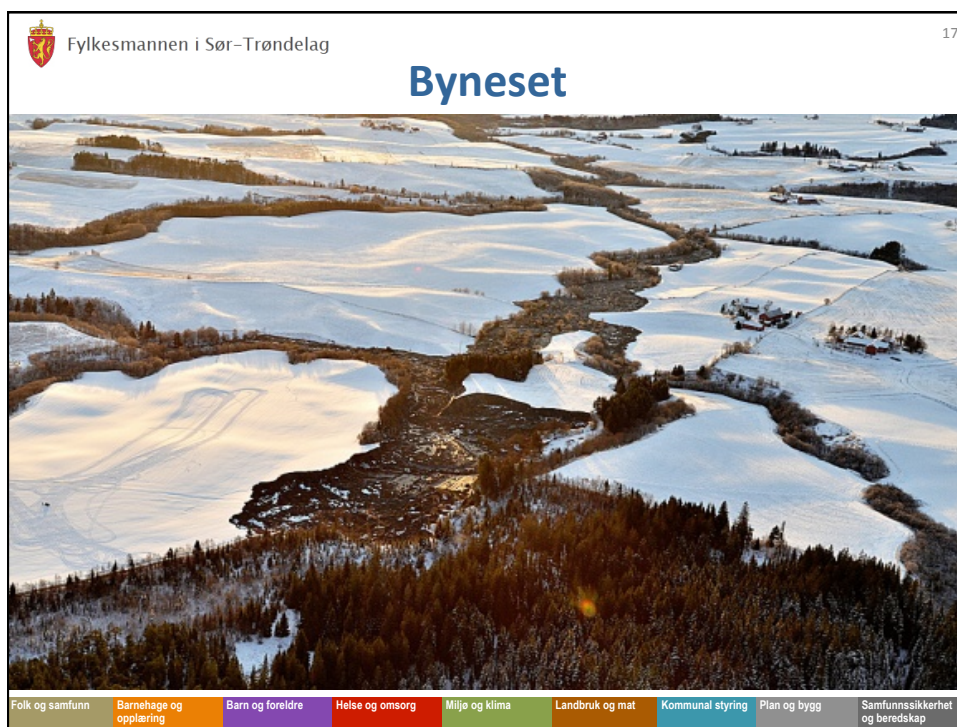 Fylkesmannen i Sør-Trøndelag
17
Byneset
Folk og samfunn
Barnehage og
opplæring
Barn og foreldre
Helse og omsorg
Miljø og klima
Landbruk og mat
Kommunal styring
Plan og bygg
Samfunnssikkerhet
og beredskap